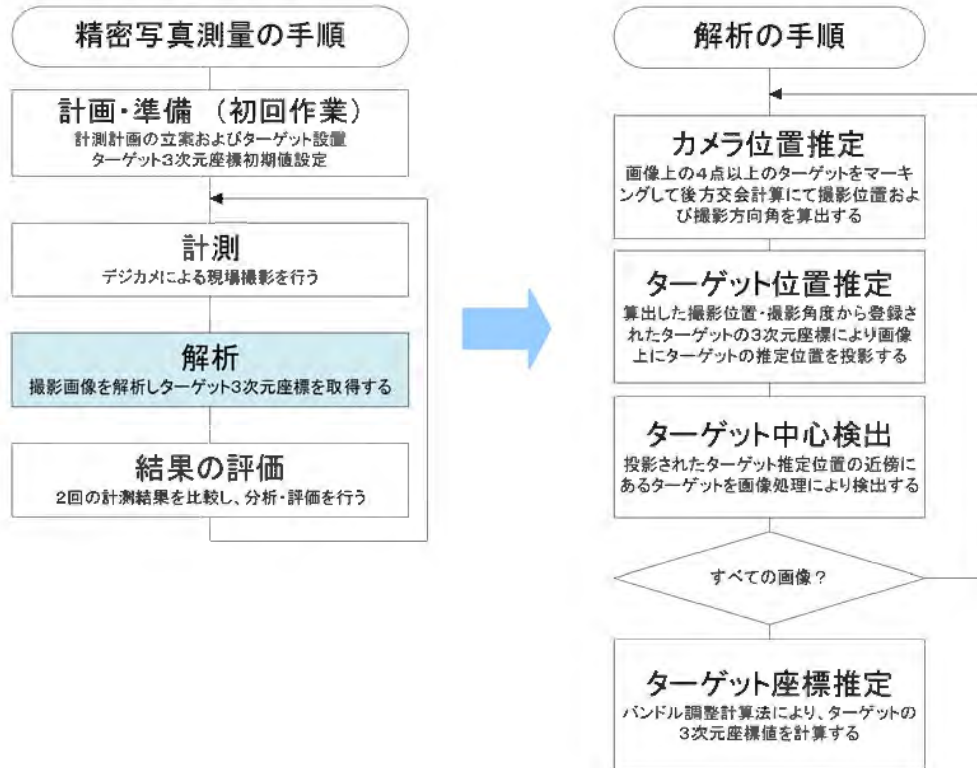 精密写真測量の手順
計画・準備（初回作業）
計測計画の立案およびターゲット設置
ターゲット3次元座標初期値設定
計測
デジカメによる現場撮影を行う
解析
撮影画像を解析しターゲット3次元座標を取得する
結果の評価
2回の計測結果を比較し、分析・評価を行う
解析の手順
カメラ位置推定
画像上の4点以上のターゲットをマーキ
ングして後方交会計算にて撮影位置およ
び撮影方向角を算出する
ターゲット位置推定
算出した撮影位置・撮影角度から登録さ
れたターゲットの3次元座標により画像
上にターゲットの推定位置を投影する
ターゲット中心検出
投影されたターゲット推定位置の近傍に
あるターゲットを画像処理により検出する
すべての画像？
ターゲット座標推定
バンドル調整計算法により、ターゲットの
3次元座標値を計算する